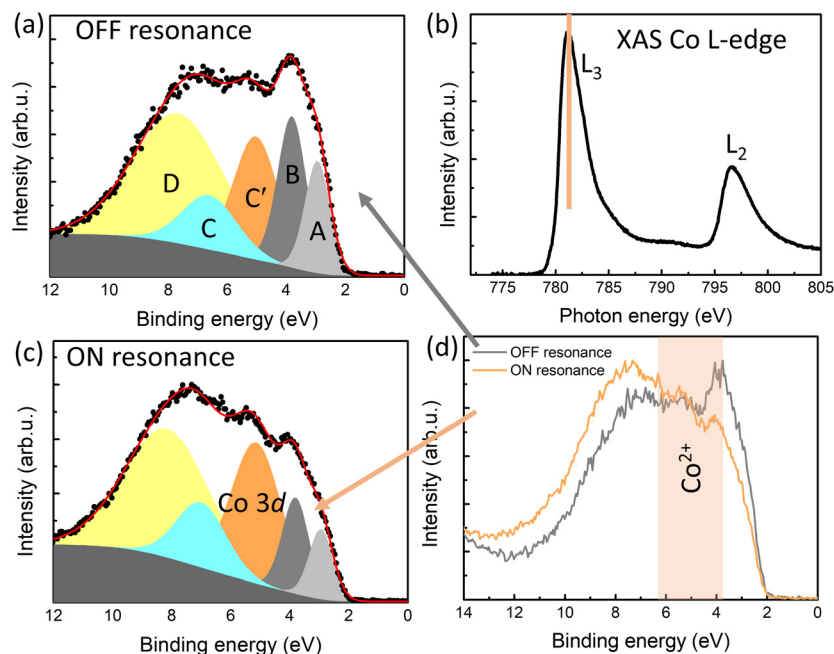 (a)
OFF resonance
Intensity (arb.u.)
D
C
C′
B
A
12 10 8 6 4 2 0
Binding energy (eV)
(b)
XAS Co L-edge
Intensity (arb.u.)
L3
L2
775 780 785 790 795 800 805
Photon energy (eV)
(c)
ON resonance
Intensity (arb.u.)
Co 3d
12 10 8 6 4 2 0
Binding energy (eV)
(d)
OFF resonance
ON resonance
Intensity (arb.u.)
Co2+
14 12 10 8 6 4 2 0
Binding energy (eV)